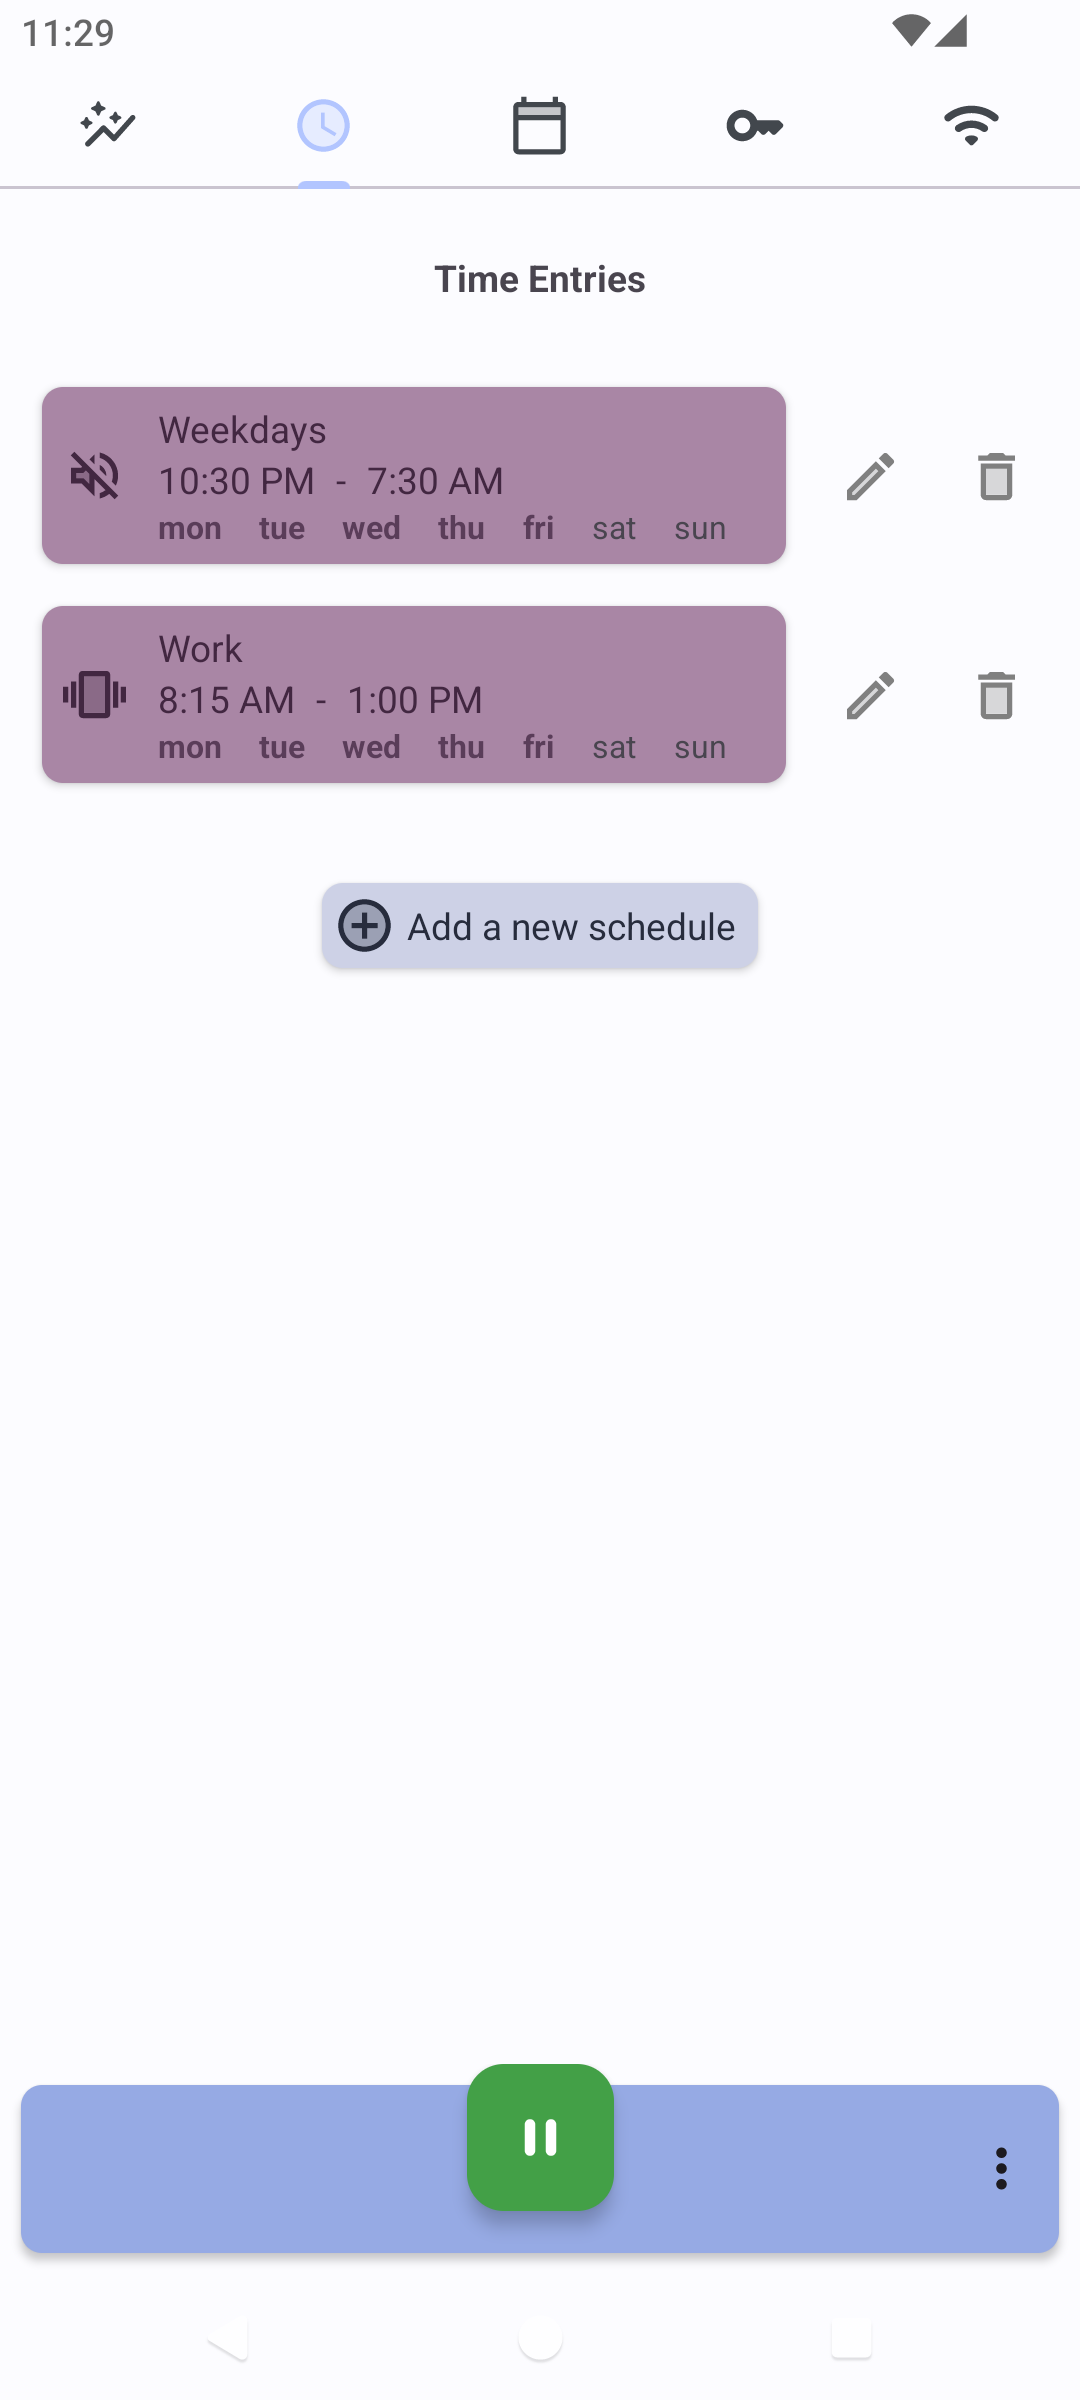 11:29
Time Entries
Weekdays
10:30 PM - 7:30 AM
mon tue wed thu fri sat sun
Work
8:15 AM - 1:00 PM
mon tue wed thu fri sat sun
Add a new schedule